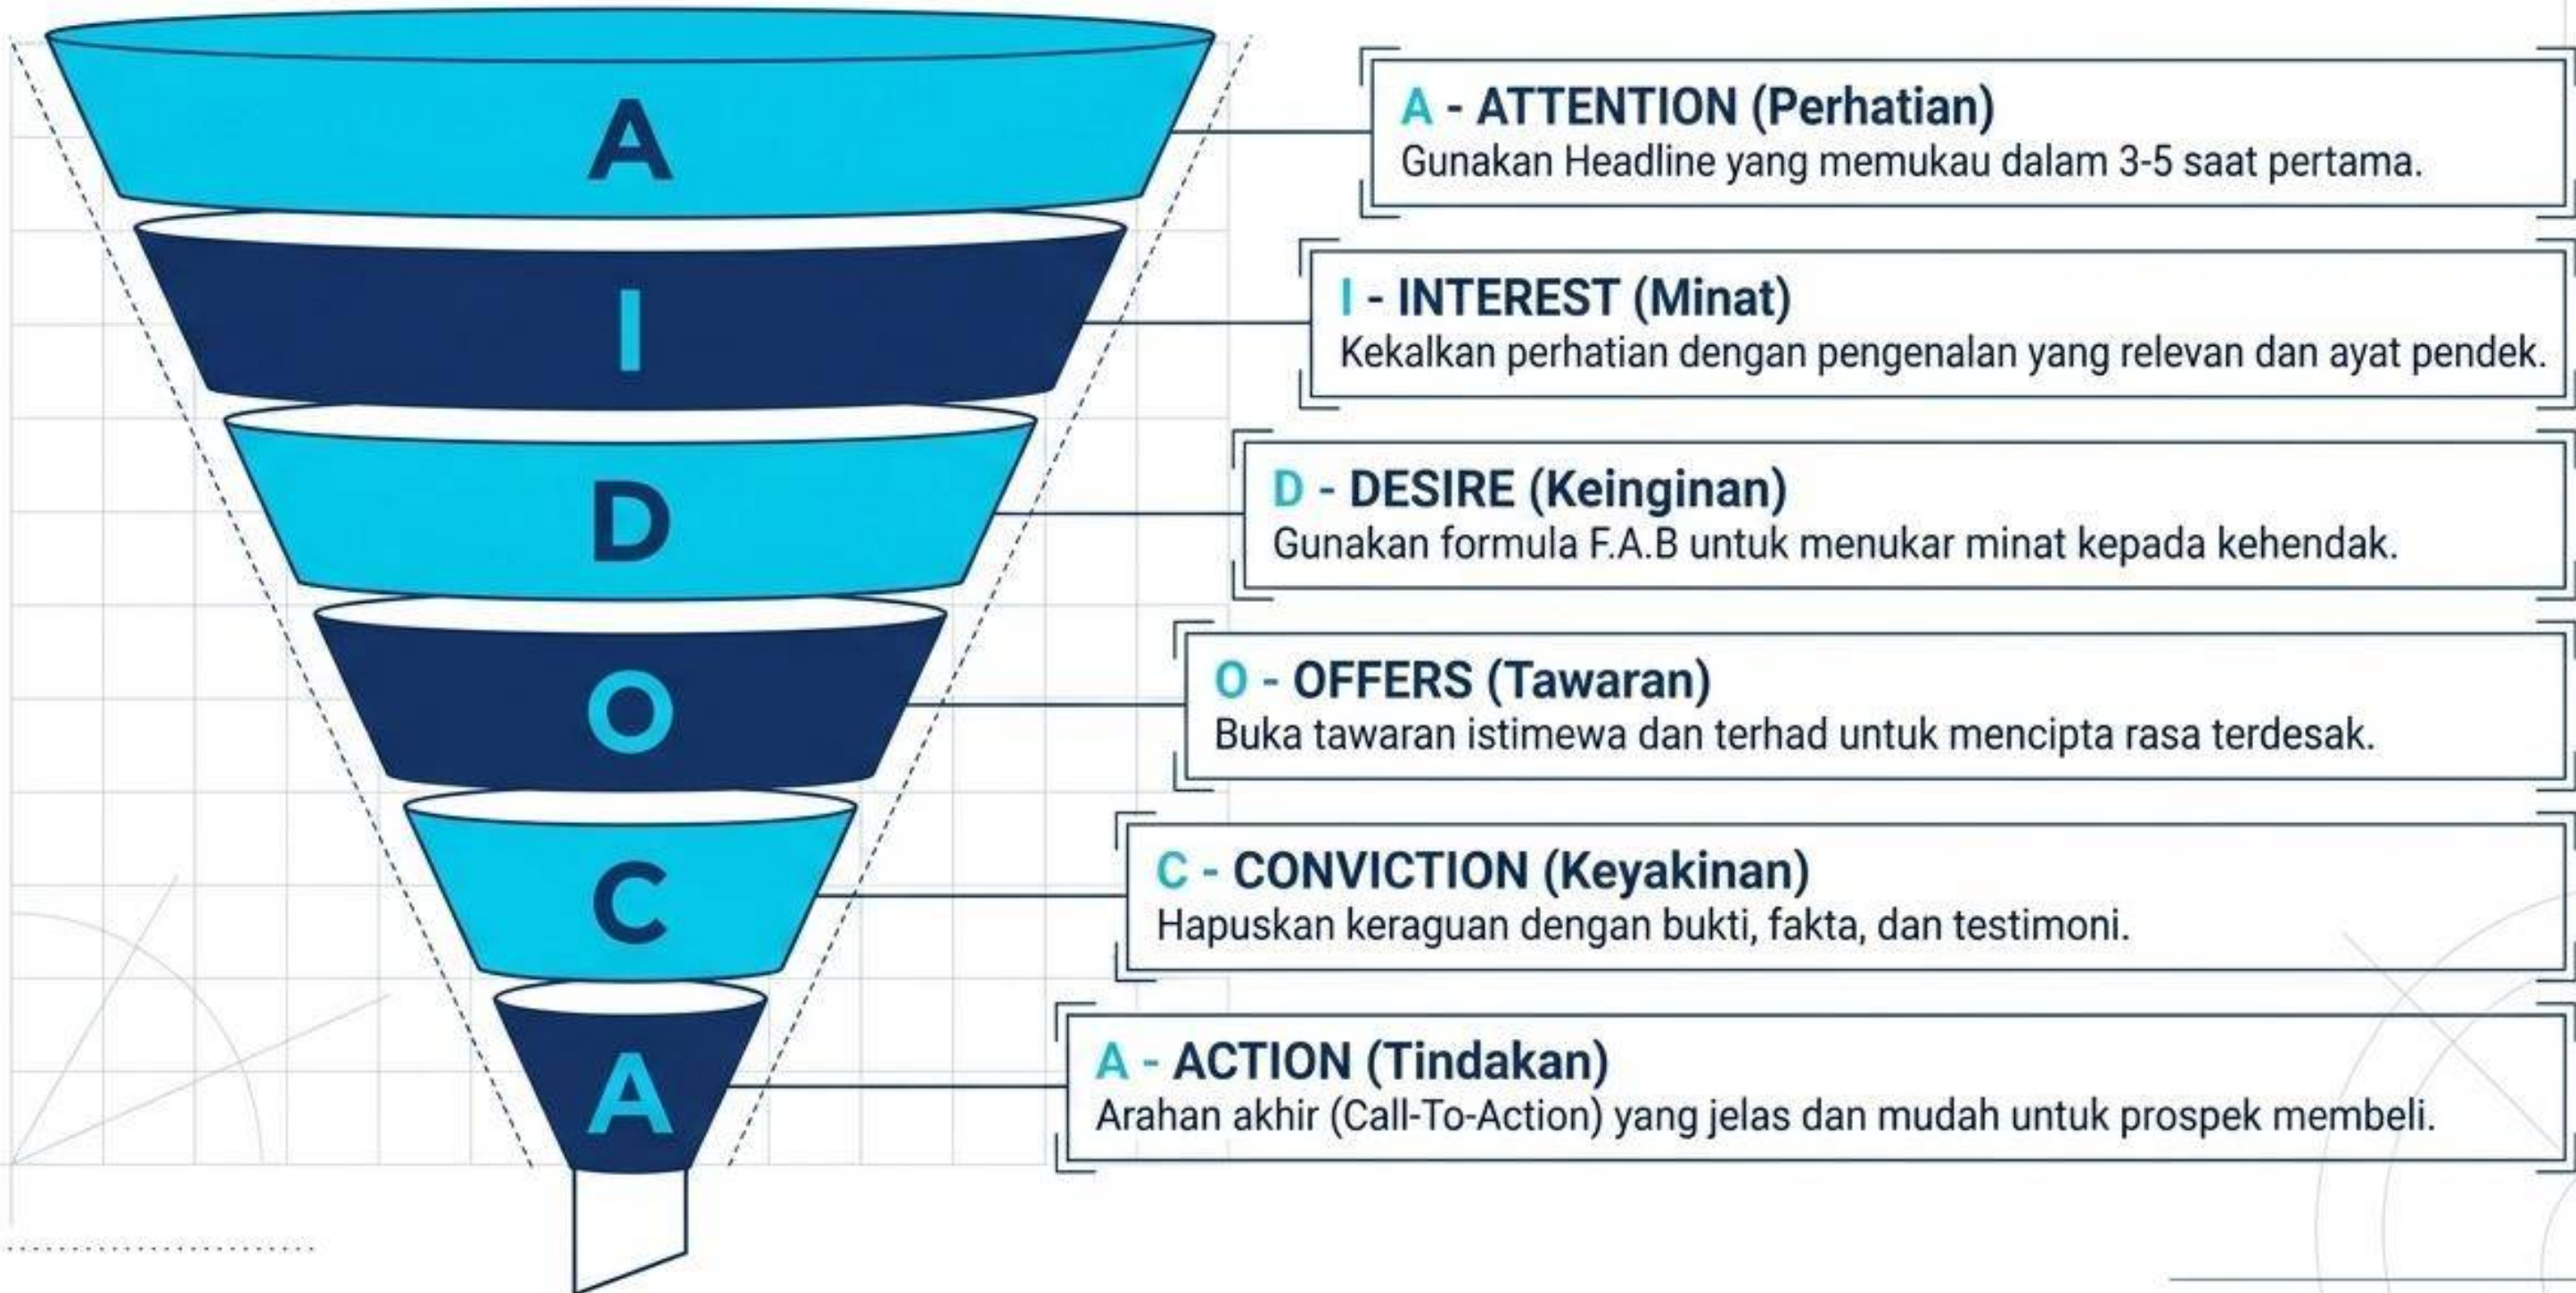 A
A - ATTENTION (Perhatian)
Gunakan Headline yang memukau dalam 3-5 saat pertama.
I
I - INTEREST (Minat)
Kekalkan perhatian dengan pengenalan yang relevan dan ayat pendek.
D
D - DESIRE (Keinginan)
Gunakan formula F.A.B untuk menukar minat kepada kehendak.
O
O - OFFERS (Tawaran)
Buka tawaran istimewa dan terhad untuk mencipta rasa terdesak.
C
C - CONVICTION (Keyakinan)
Hapuskan keraguan dengan bukti, fakta, dan testimoni.
A
A - ACTION (Tindakan)
Arahan akhir (Call-To-Action) yang jelas dan mudah untuk prospek membeli.